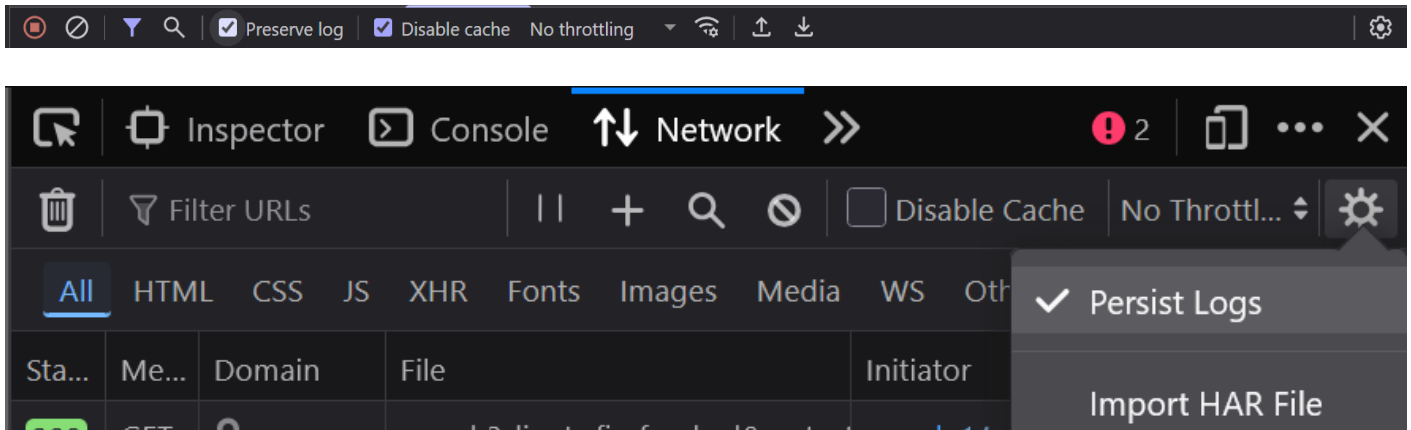 Preserve log Disable cache No throttling
Inspector Console Network 2
Filter URLs Disable Cache No Throttl...
All HTML CSS JS XHR Fonts Images Media WS Oth
Persist Logs
Sta... Me... Domain File Initiator
Import HAR File